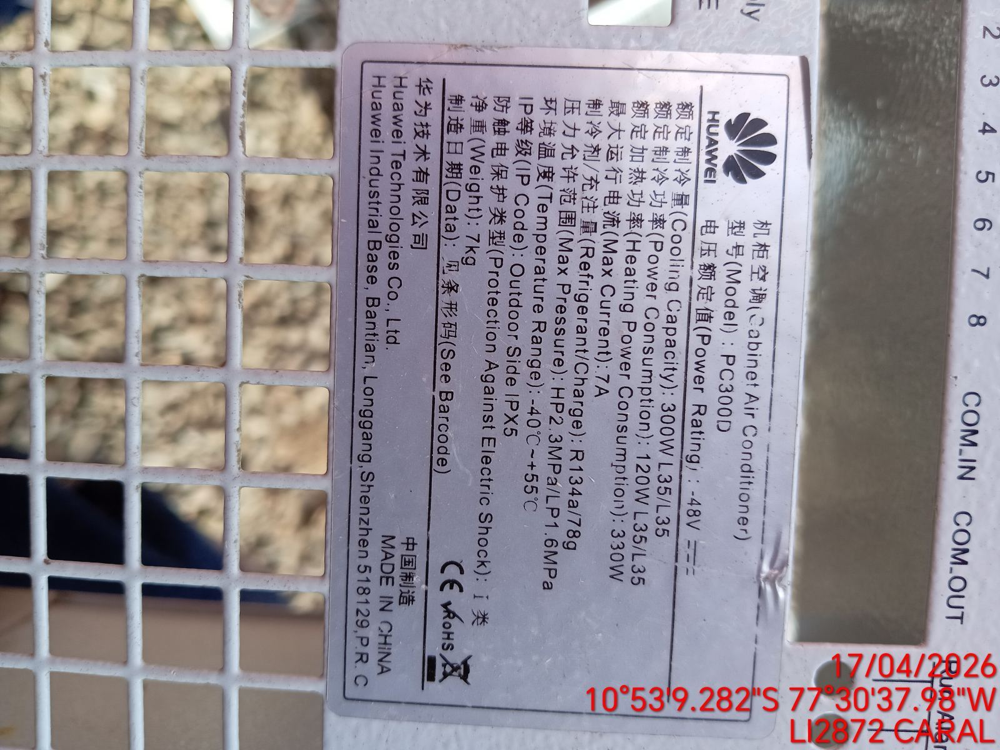 HUAWEI
机柜空调(Cabinet Air Conditioner)
型号(Model) : PC300D
电压额定值(Power Rating) : -48V
额定制冷量(Cooling Capacity): 300W L35/L35
额定制冷功率(Power Consumption): 120W L35/L35
额定加热功率(Heating Power Consumption): 330W
最大运行电流(Max Current): 7A
制冷剂/充注量(Refrigerant/Charge): R134a/78g
压力允许范围(Max Pressure): HP2.3MPa/LP1.6MPa
环境温度(Temperature Range): -40℃~+55℃
IP等级(IP Code): Outdoor Side IPX5
防触电保护类型(Protection Against Electric Shock): I 类
净重(Weight): 7kg
制造日期(Data): 见条形码(See Barcode)
CE RoHS
华为技术有限公司
Huawei Technologies Co., Ltd.
中国制造
MADE IN CHINA
Huawei Industrial Base, Bantian, Longgang,Shenzhen 518129,P.R. C
2 3 4 5 6 7 8
COM_IN COM_OUT
17/04/2026
10°53'9.282"S 77°30'37.98"W
LI2872 CARAL